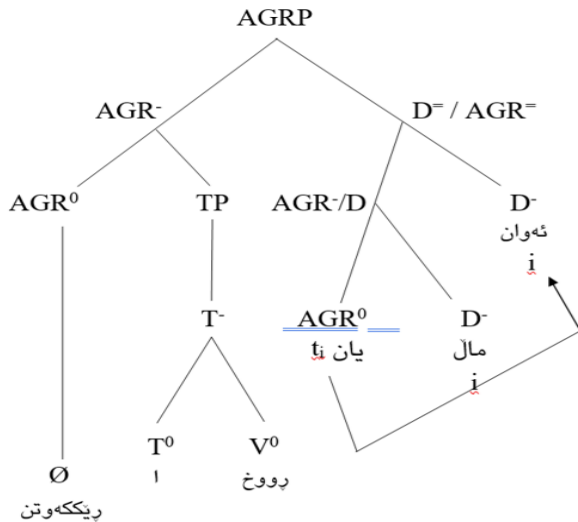 AGRP
AGR- D= / AGR=
AGR⁰ TP AGR-/D D-
ئەوان
i
T- AGR⁰ D-
یان ti ماڵ
i
T⁰ V⁰
Ø ا ڕووخ
ڕێککەوتن